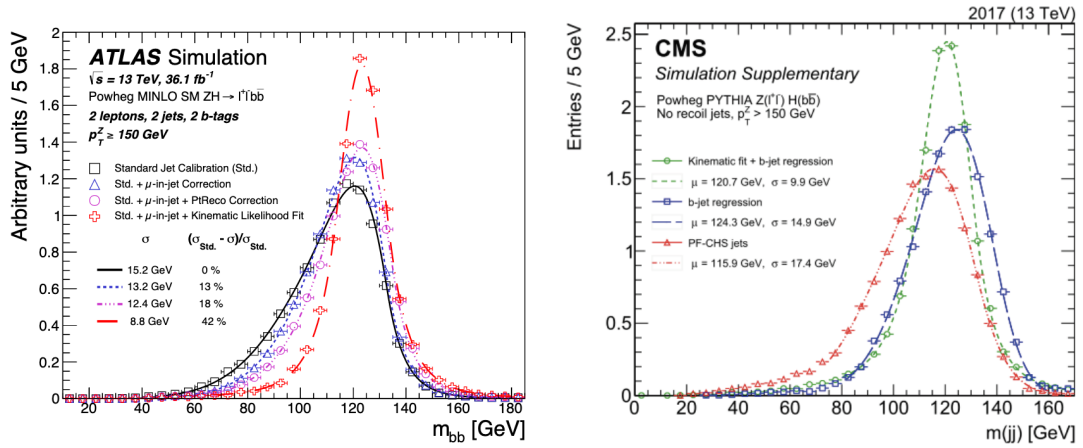 ATLAS Simulation
√s = 13 TeV, 36.1 fb⁻¹
Powheg MINLO SM ZH → l⁺l⁻bb̄
2 leptons, 2 jets, 2 b-tags
p_T^Z ≥ 150 GeV
Standard Jet Calibration (Std.)
Std. + μ-in-jet Correction
Std. + μ-in-jet + PtReco Correction
Std. + μ-in-jet + Kinematic Likelihood Fit
σ (σ_Std. - σ)/σ_Std.
15.2 GeV 0 %
13.2 GeV 13 %
12.4 GeV 18 %
8.8 GeV 42 %
Arbitrary units / 5 GeV
2
1.8
1.6
1.4
1.2
1
0.8
0.6
0.4
0.2
0
20 40 60 80 100 120 140 160 180
m_bb [GeV]
2017 (13 TeV)
CMS
Simulation Supplementary
Powheg PYTHIA Z(l⁺l⁻) H(bb̄)
No recoil jets, p_T^Z > 150 GeV
Kinematic fit + b-jet regression
μ = 120.7 GeV, σ = 9.9 GeV
b-jet regression
μ = 124.3 GeV, σ = 14.9 GeV
PF-CHS jets
μ = 115.9 GeV, σ = 17.4 GeV
Entries / 5 GeV
2.5
2
1.5
1
0.5
0
0 20 40 60 80 100 120 140 160
m(jj) [GeV]